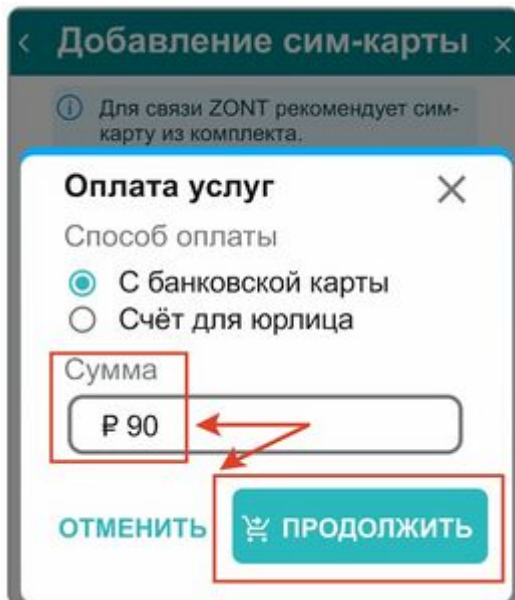 Добавление сим-карты
Для связи ZONT рекомендует сим-
карту из комплекта.
Оплата услуг
Способ оплаты
С банковской карты
Счёт для юрлица
Сумма
₽ 90
ОТМЕНИТЬ
ПРОДОЛЖИТЬ